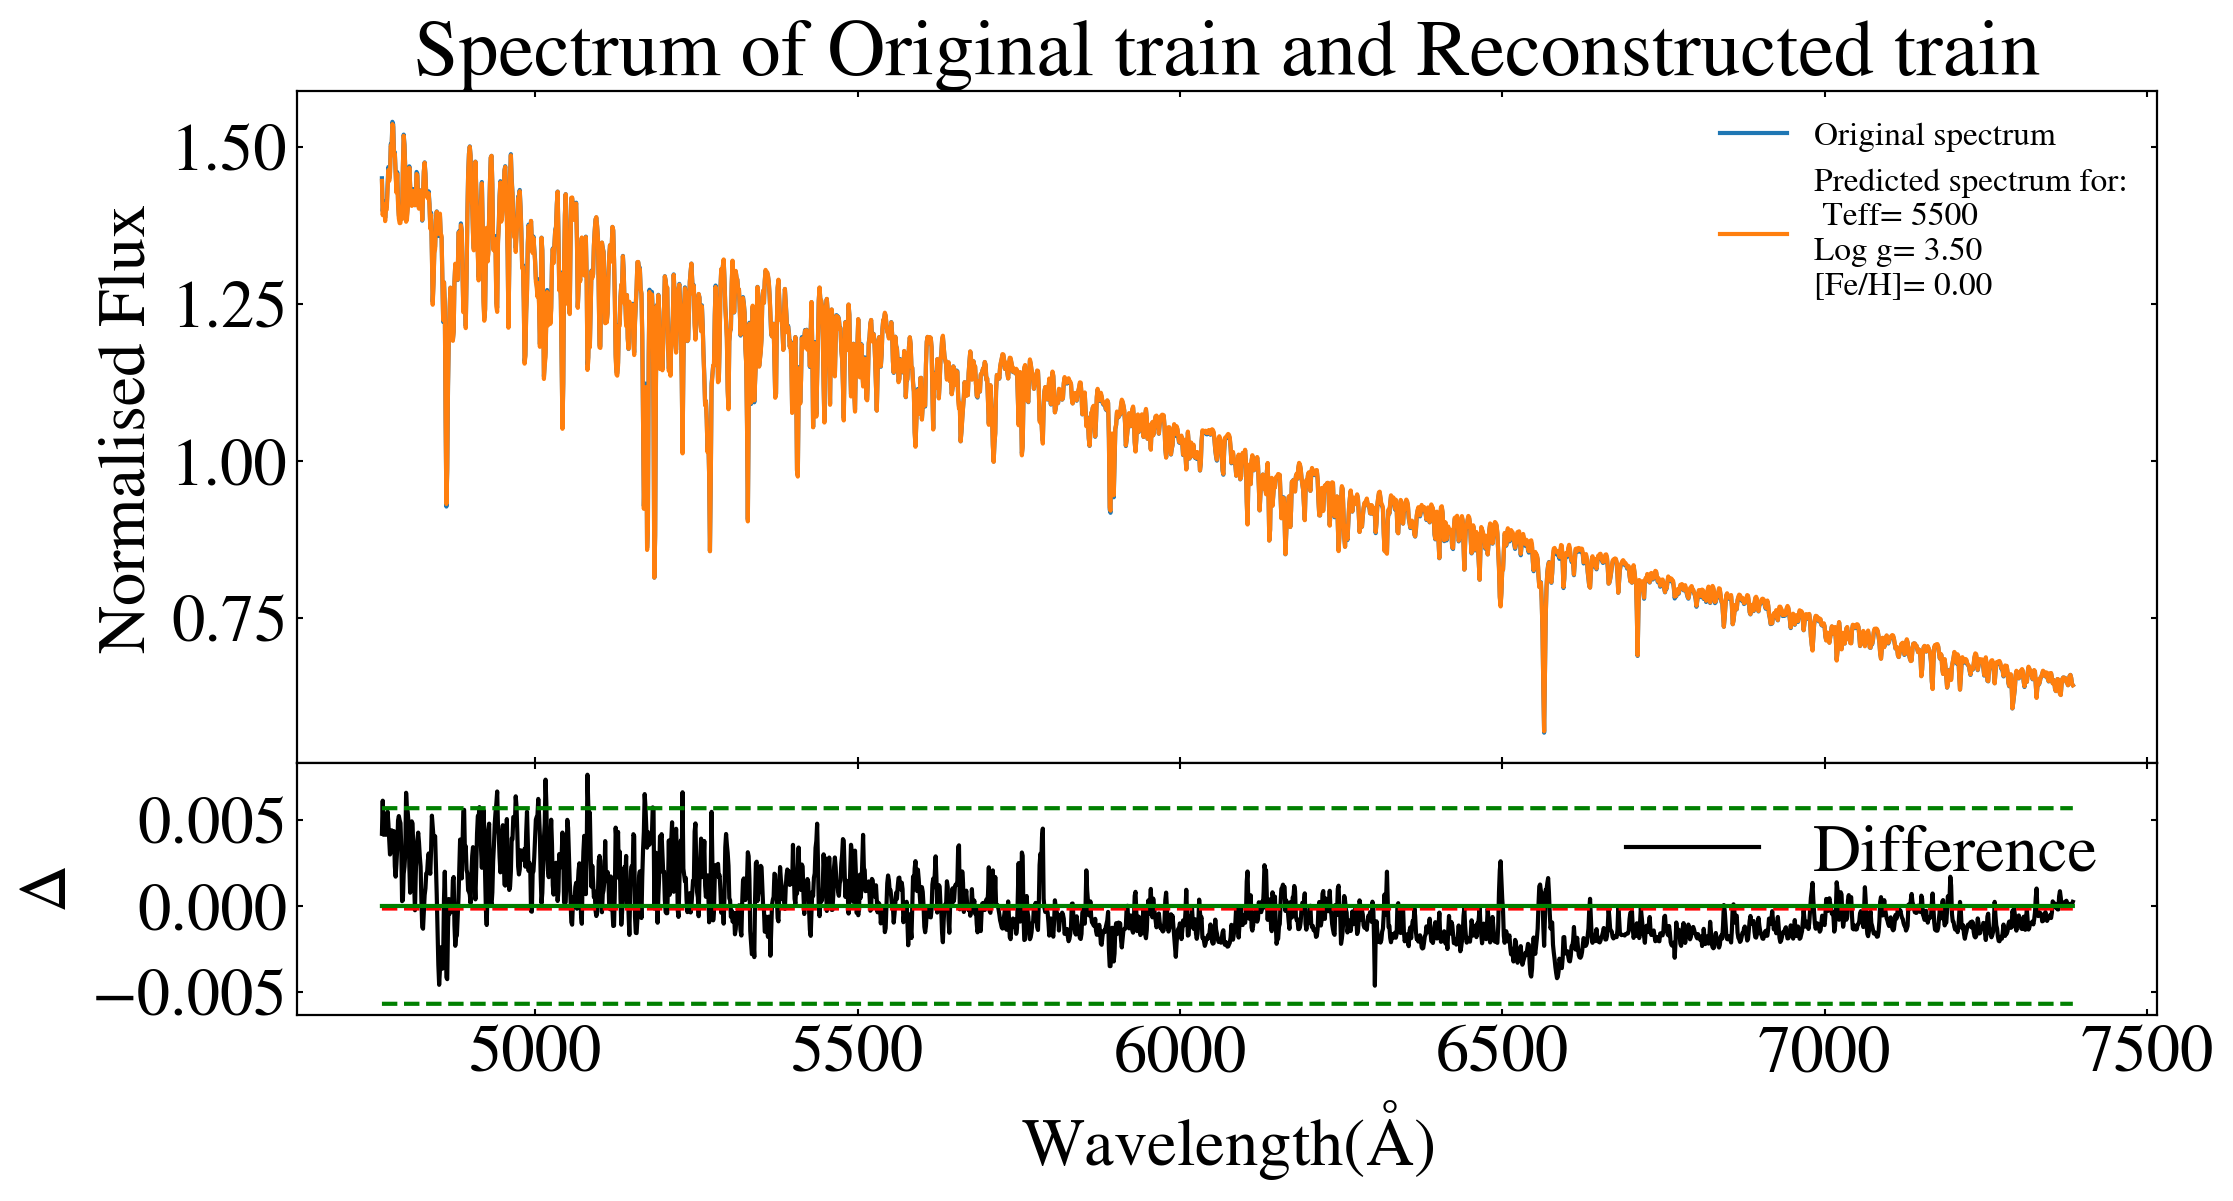 Spectrum of Original train and Reconstructed train
Normalised Flux
1.50
1.25
1.00
0.75
Original spectrum
Predicted spectrum for:
Teff= 5500
Log g= 3.50
[Fe/H]= 0.00
Δ
0.005
0.000
−0.005
Difference
5000 5500 6000 6500 7000 7500
Wavelength(Å)